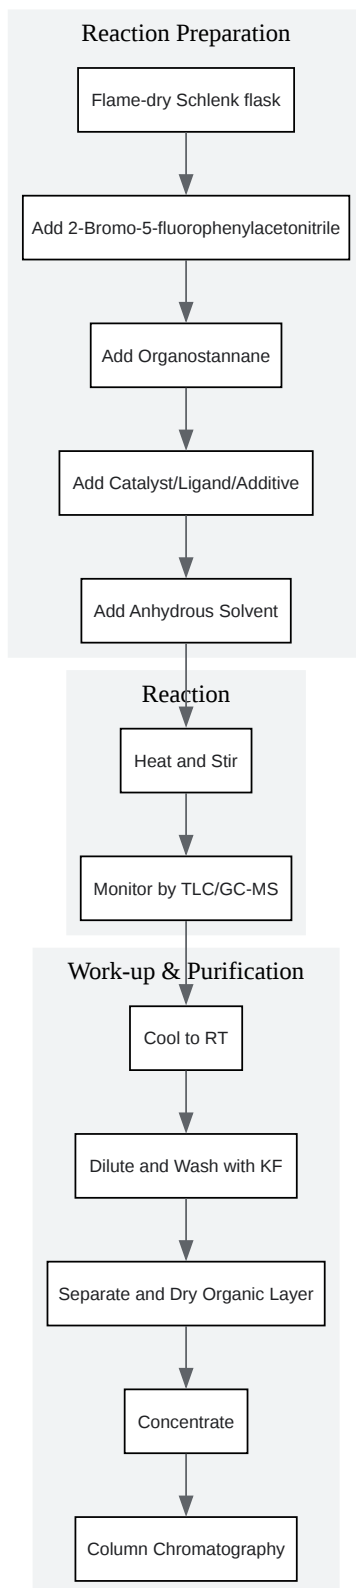 Reaction Preparation
Flame-dry Schlenk flask
Add 2-Bromo-5-fluorophenylacetonitrile
Add Organostannane
Add Catalyst/Ligand/Additive
Add Anhydrous Solvent
Reaction
Heat and Stir
Monitor by TLC/GC-MS
Work-up & Purification
Cool to RT
Dilute and Wash with KF
Separate and Dry Organic Layer
Concentrate
Column Chromatography